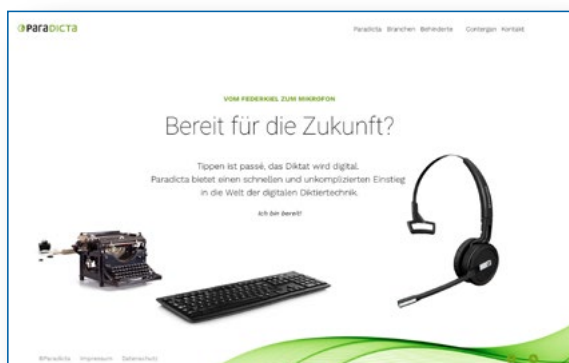 ParaDICTA
Paradicta Branchen Behinderte Contergan Kontakt
VOM FEDERKIEL ZUM MIKROFON
Bereit für die Zukunft?
Tippen ist passé, das Diktat wird digital.
Paradicta bietet einen schnellen und unkomplizierten Einstieg
in die Welt der digitalen Diktiertechnik.
Ich bin bereit!
©Paradicta Impressum Datenschutz